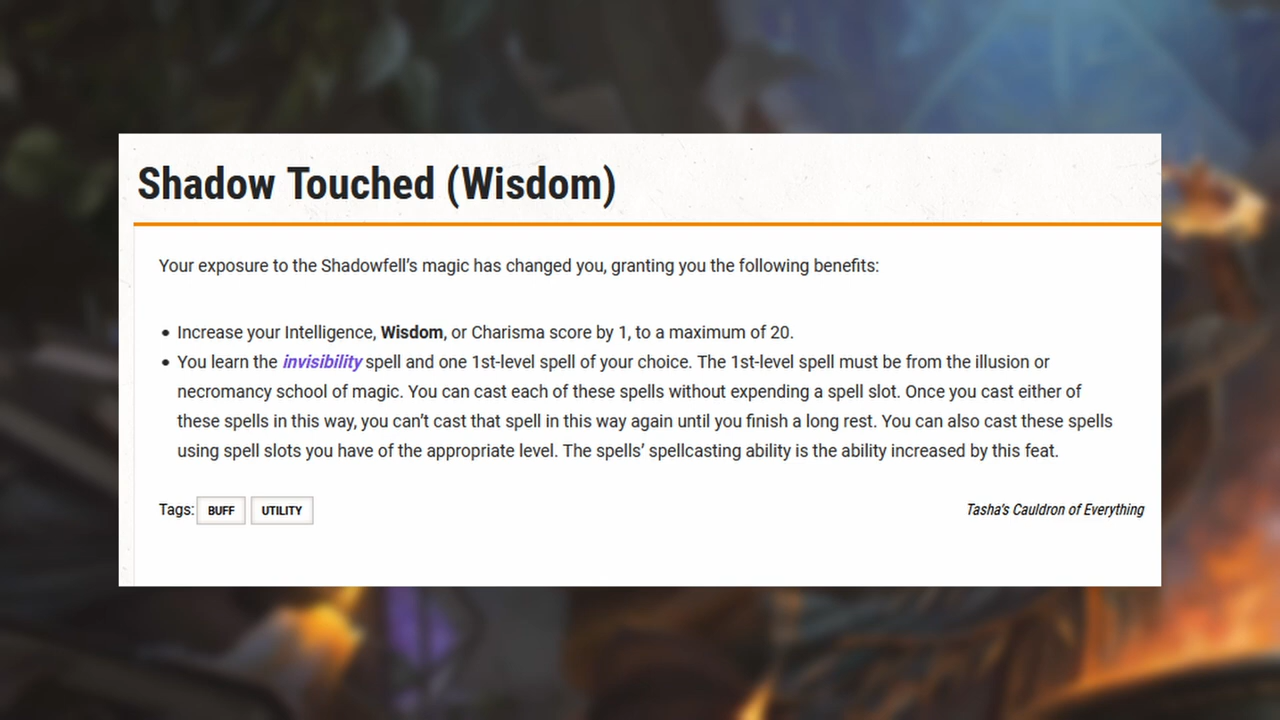 Shadow Touched (Wisdom)
Your exposure to the Shadowfell's magic has changed you, granting you the following benefits:
• Increase your Intelligence, Wisdom, or Charisma score by 1, to a maximum of 20.
• You learn the invisibility spell and one 1st-level spell of your choice. The 1st-level spell must be from the illusion or
necromancy school of magic. You can cast each of these spells without expending a spell slot. Once you cast either of
these spells in this way, you can't cast that spell in this way again until you finish a long rest. You can also cast these spells
using spell slots you have of the appropriate level. The spells' spellcasting ability is the ability increased by this feat.
Tags: BUFF UTILITY Tasha's Cauldron of Everything